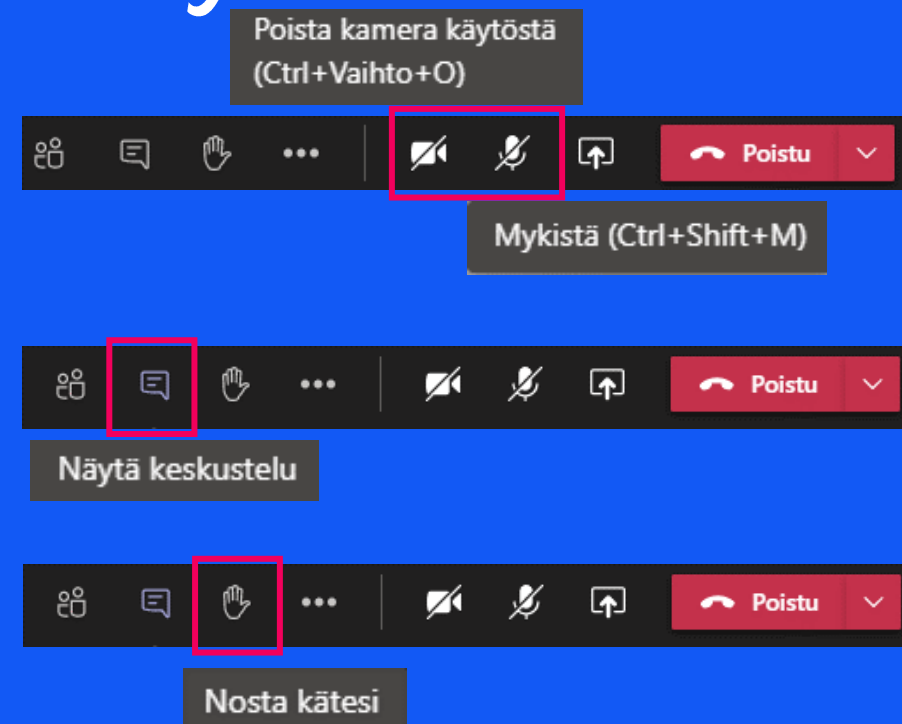 Poista kamera käytöstä
(Ctrl+Vaihto+O)
Poistu
Mykistä (Ctrl+Shift+M)
Poistu
Näytä keskustelu
Poistu
Nosta kätesi